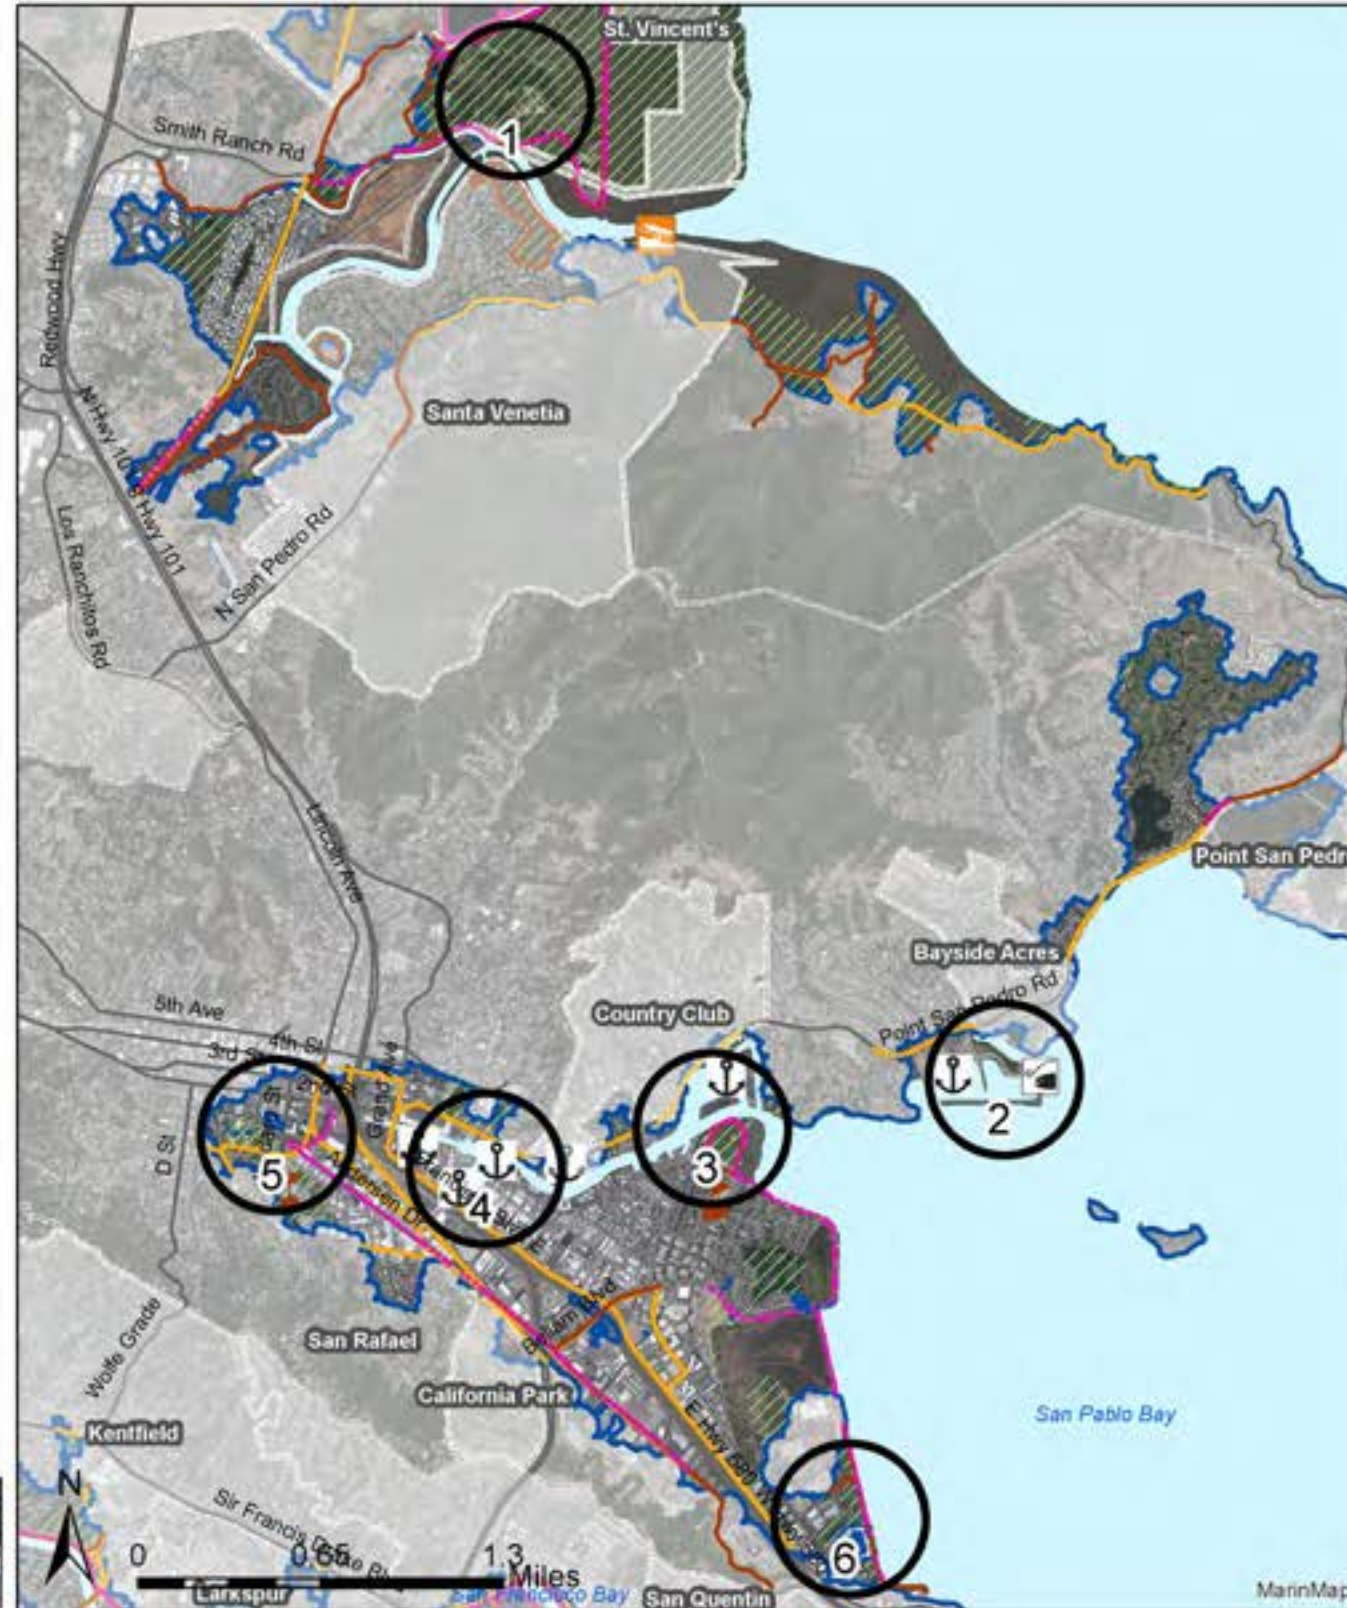 St. Vincent's
1
Smith Ranch Rd
Redwood Hwy
Santa Venetia
N Hwy 101
Hwy 101
N San Pedro Rd
Los Ranchitos Rd
Lincoln Ave
Point San Pedr
Bayside Acres
Point San Pedro Rd
Country Club
5th Ave
4th St
3rd St
2nd
Grand Ave
D St
2
3
4
5
Andersen Dr
Bellam Blvd
San Rafael
Wolfe Grade
California Park
E Hwy 580
San Pablo Bay
Kentfield
N
Sir Francis Drake
0 0.65 1.3 Miles
6
Larkspur
San Francisco Bay
San Quentin
MarinMap